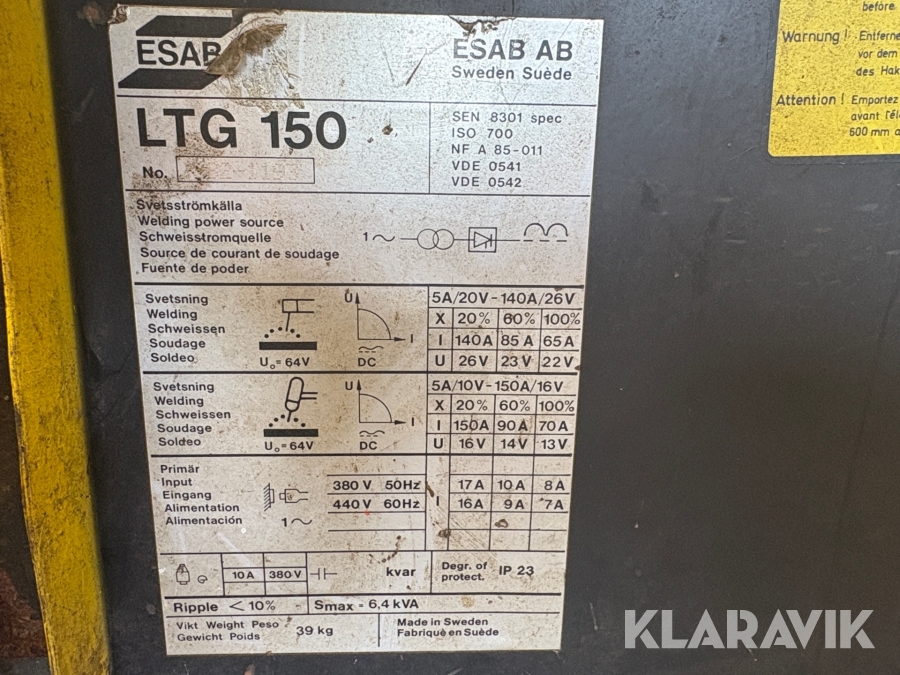 ESAB
ESAB AB
Sweden Suède
LTG 150
No.
SEN 8301 spec
ISO 700
NF A 85-011
VDE 0541
VDE 0542
Svetsströmkälla
Welding power source
Schweisstromquelle
Source de courant de soudage
Fuente de poder
1~
Svetsning
Welding
Schweissen
Soudage
Soldeo
U
I
U₀=64V
DC
5A/20V-140A/26V
X 20% 60% 100%
I 140A 85A 65A
U 26V 23V 22V
Svetsning
Welding
Schweissen
Soudage
Soldeo
U
I
U₀=64V
DC
5A/10V-150A/16V
X 20% 60% 100%
I 150A 90A 70A
U 16V 14V 13V
Primär
Input
Eingang
Alimentation
Alimentación
1~
380V 50Hz
440V 60Hz
I
17A 10A 8A
16A 9A 7A
10A 380V
kvar
Degr. of
protect.
IP 23
Ripple < 10%
Smax = 6,4 kVA
Vikt Weight Peso
Gewicht Poids
39 kg
Made in Sweden
Fabriqué en Suède
before
Warnung! Entferne
vor dem
des Hak
Attention! Emportez
avant l'éle
600 mm a
KLARAVIK